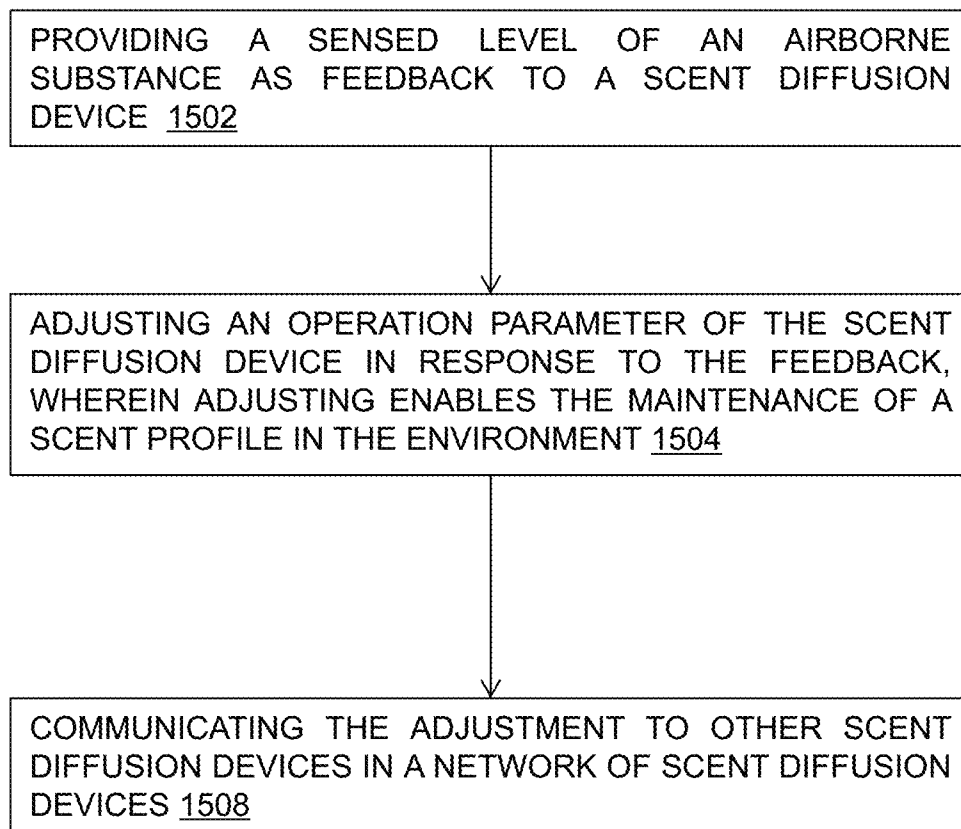 PROVIDING A SENSED LEVEL OF AN AIRBORNE
SUBSTANCE AS FEEDBACK TO A SCENT DIFFUSION
DEVICE 1502
ADJUSTING AN OPERATION PARAMETER OF THE SCENT
DIFFUSION DEVICE IN RESPONSE TO THE FEEDBACK,
WHEREIN ADJUSTING ENABLES THE MAINTENANCE OF A
SCENT PROFILE IN THE ENVIRONMENT 1504
COMMUNICATING THE ADJUSTMENT TO OTHER SCENT
DIFFUSION DEVICES IN A NETWORK OF SCENT DIFFUSION
DEVICES 1508